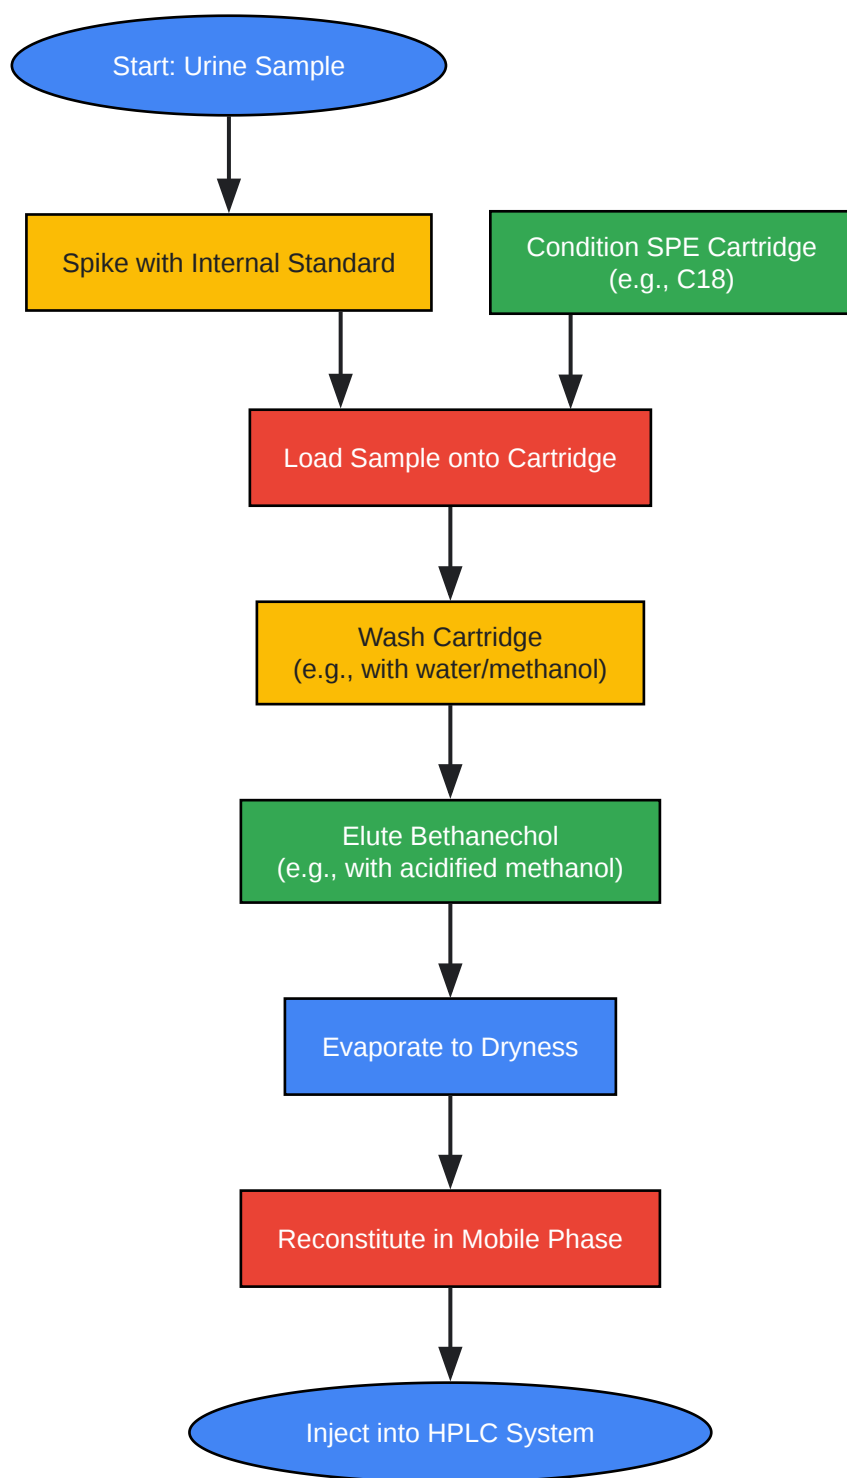 Start: Urine Sample
Spike with Internal Standard
Condition SPE Cartridge
(e.g., C18)
Load Sample onto Cartridge
Wash Cartridge
(e.g., with water/methanol)
Elute Bethanechol
(e.g., with acidified methanol)
Evaporate to Dryness
Reconstitute in Mobile Phase
Inject into HPLC System